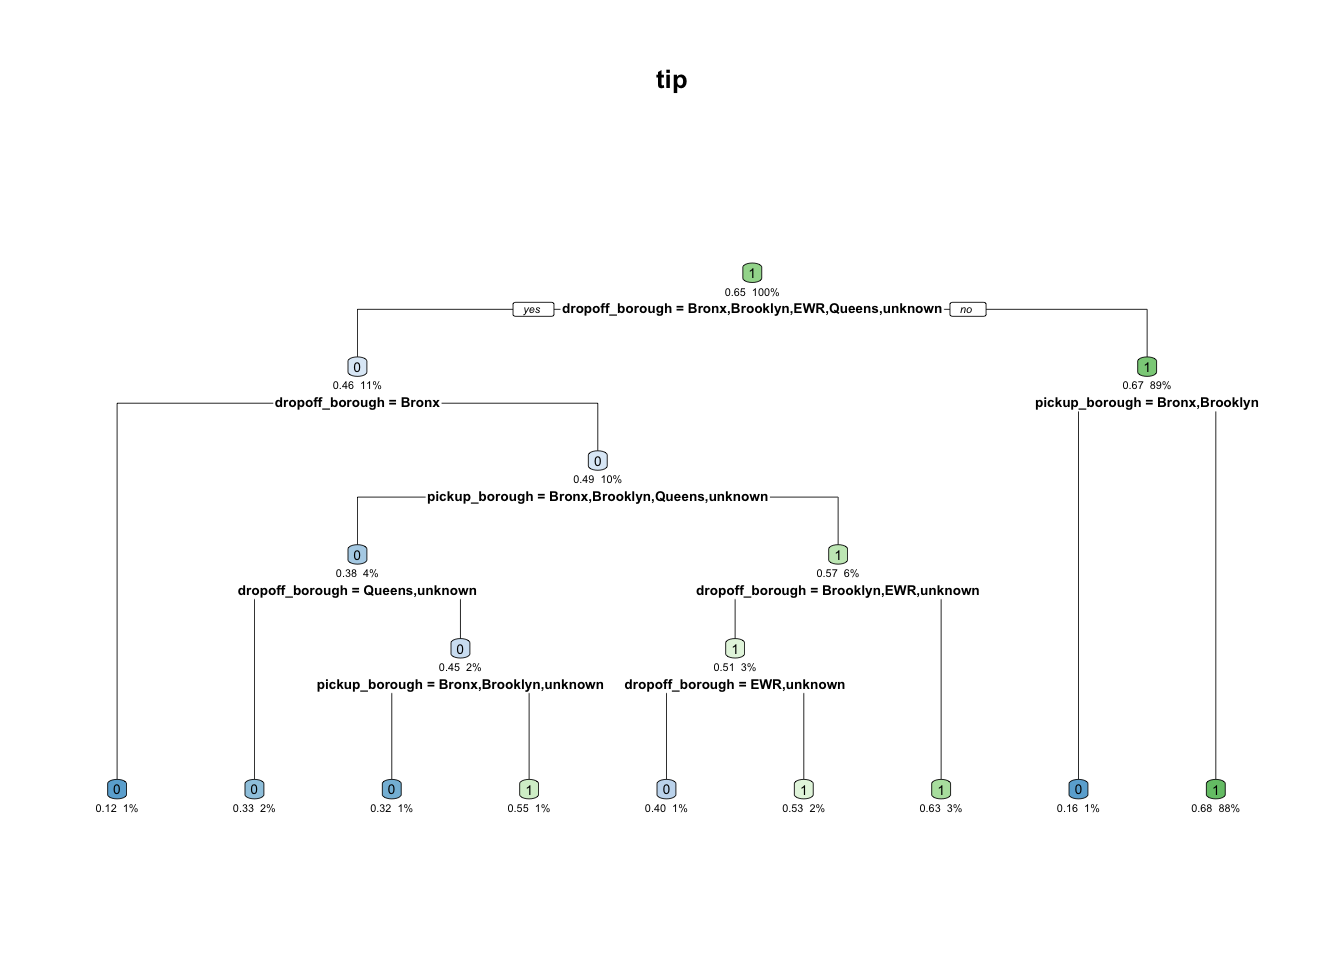 tip
1
0.65 100%
yes dropoff_borough = Bronx,Brooklyn,EWR,Queens,unknown no
0 1
0.46 11% 0.67 89%
dropoff_borough = Bronx pickup_borough = Bronx,Brooklyn
0
0.49 10%
pickup_borough = Bronx,Brooklyn,Queens,unknown
0 1
0.38 4% 0.57 6%
dropoff_borough = Queens,unknown dropoff_borough = Brooklyn,EWR,unknown
0 1
0.45 2% 0.51 3%
pickup_borough = Bronx,Brooklyn,unknown dropoff_borough = EWR,unknown
0 0 0 1 0 1 1 0 1
0.12 1% 0.33 2% 0.32 1% 0.55 1% 0.40 1% 0.53 2% 0.63 3% 0.16 1% 0.68 88%